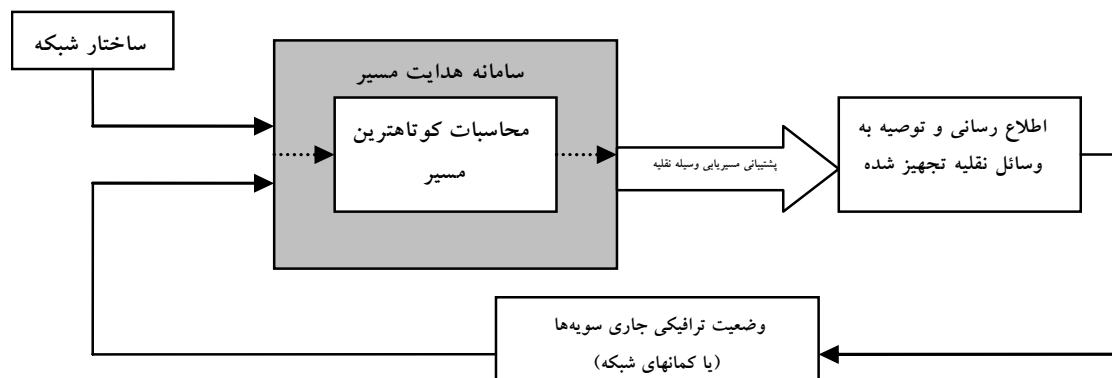 ساختار شبکه
سامانه هدایت مسیر
محاسبات کوتاهترین
مسیر
پشتیبانی مسیریابی وسیله نقلیه
اطلاع رسانی و توصیه به
وسائل نقلیه تجهیز شده
وضعیت ترافیکی جاری سویه‌ها
(یا کمانهای شبکه)